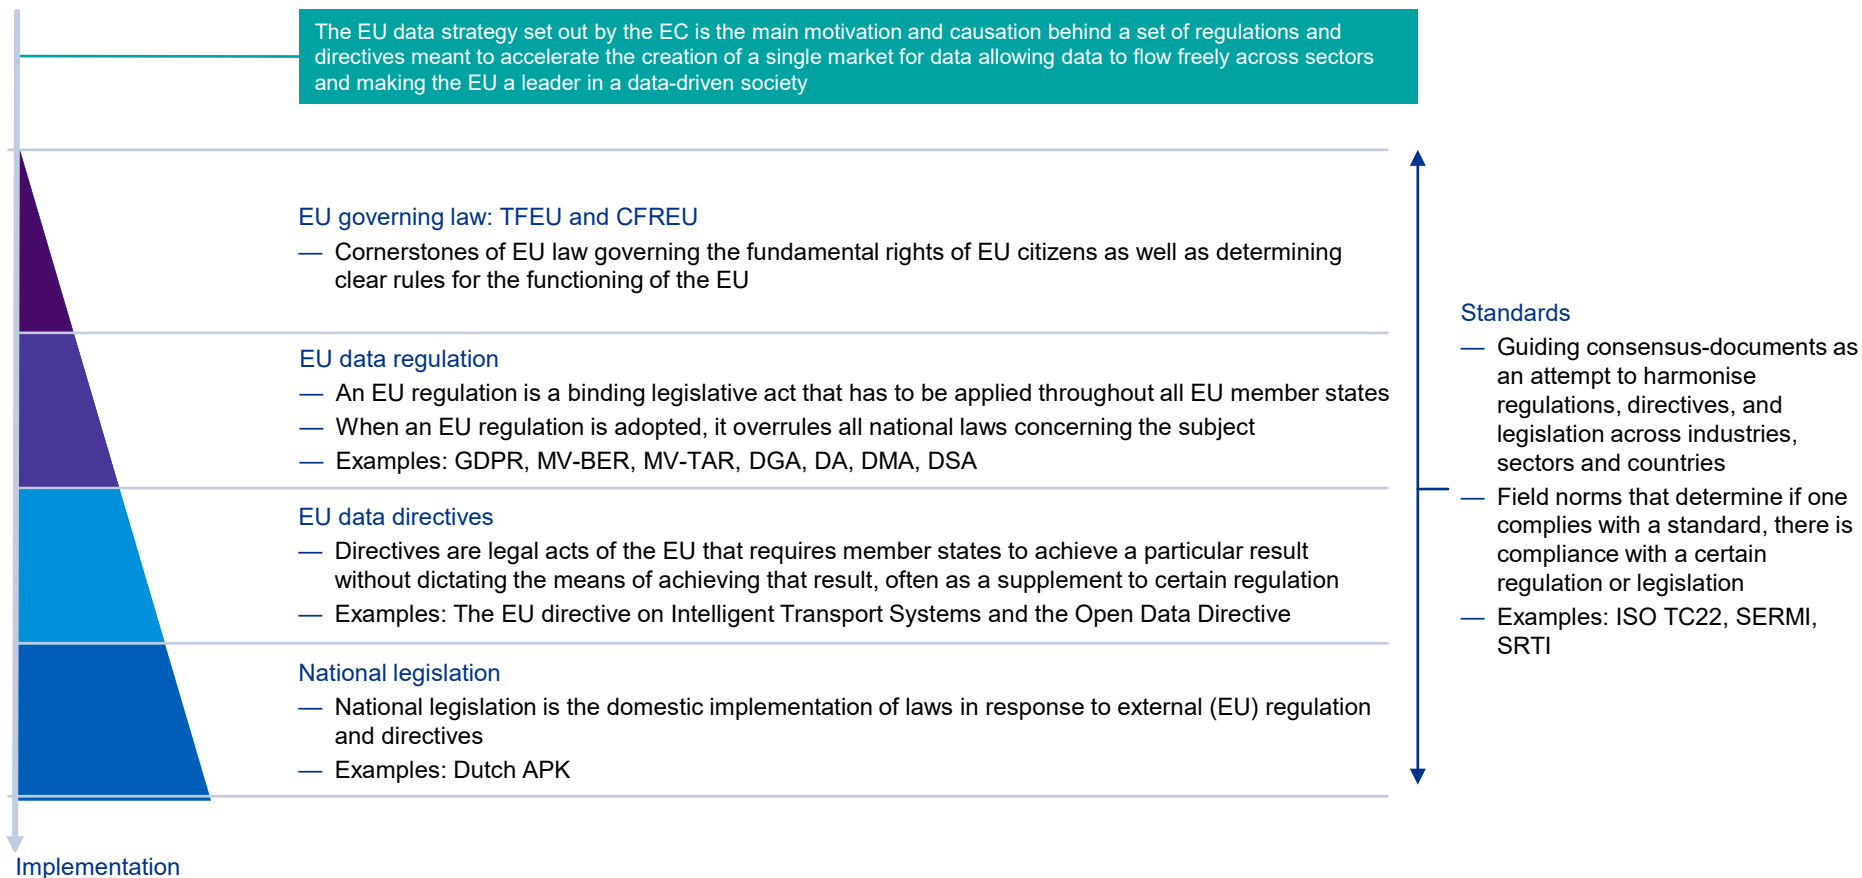 The EU data strategy set out by the EC is the main motivation and causation behind a set of regulations and
directives meant to accelerate the creation of a single market for data allowing data to flow freely across sectors
and making the EU a leader in a data-driven society
EU governing law: TFEU and CFREU
— Cornerstones of EU law governing the fundamental rights of EU citizens as well as determining
clear rules for the functioning of the EU
EU data regulation
— An EU regulation is a binding legislative act that has to be applied throughout all EU member states
— When an EU regulation is adopted, it overrules all national laws concerning the subject
— Examples: GDPR, MV-BER, MV-TAR, DGA, DA, DMA, DSA
EU data directives
— Directives are legal acts of the EU that requires member states to achieve a particular result
without dictating the means of achieving that result, often as a supplement to certain regulation
— Examples: The EU directive on Intelligent Transport Systems and the Open Data Directive
National legislation
— National legislation is the domestic implementation of laws in response to external (EU) regulation
and directives
— Examples: Dutch APK
Implementation
Standards
— Guiding consensus-documents as
an attempt to harmonise
regulations, directives, and
legislation across industries,
sectors and countries
— Field norms that determine if one
complies with a standard, there is
compliance with a certain
regulation or legislation
— Examples: ISO TC22, SERMI,
SRTI